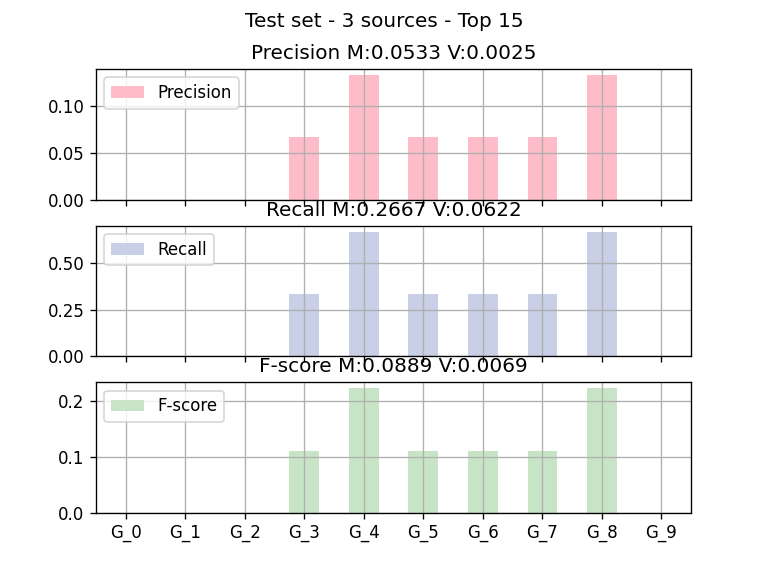 Test set - 3 sources - Top 15
Precision M:0.0533 V:0.0025
Precision
0.10
0.05
0.00
Recall M:0.2667 V:0.0622
Recall
0.50
0.25
0.00
F-score M:0.0889 V:0.0069
F-score
0.2
0.1
0.0
G_0 G_1 G_2 G_3 G_4 G_5 G_6 G_7 G_8 G_9